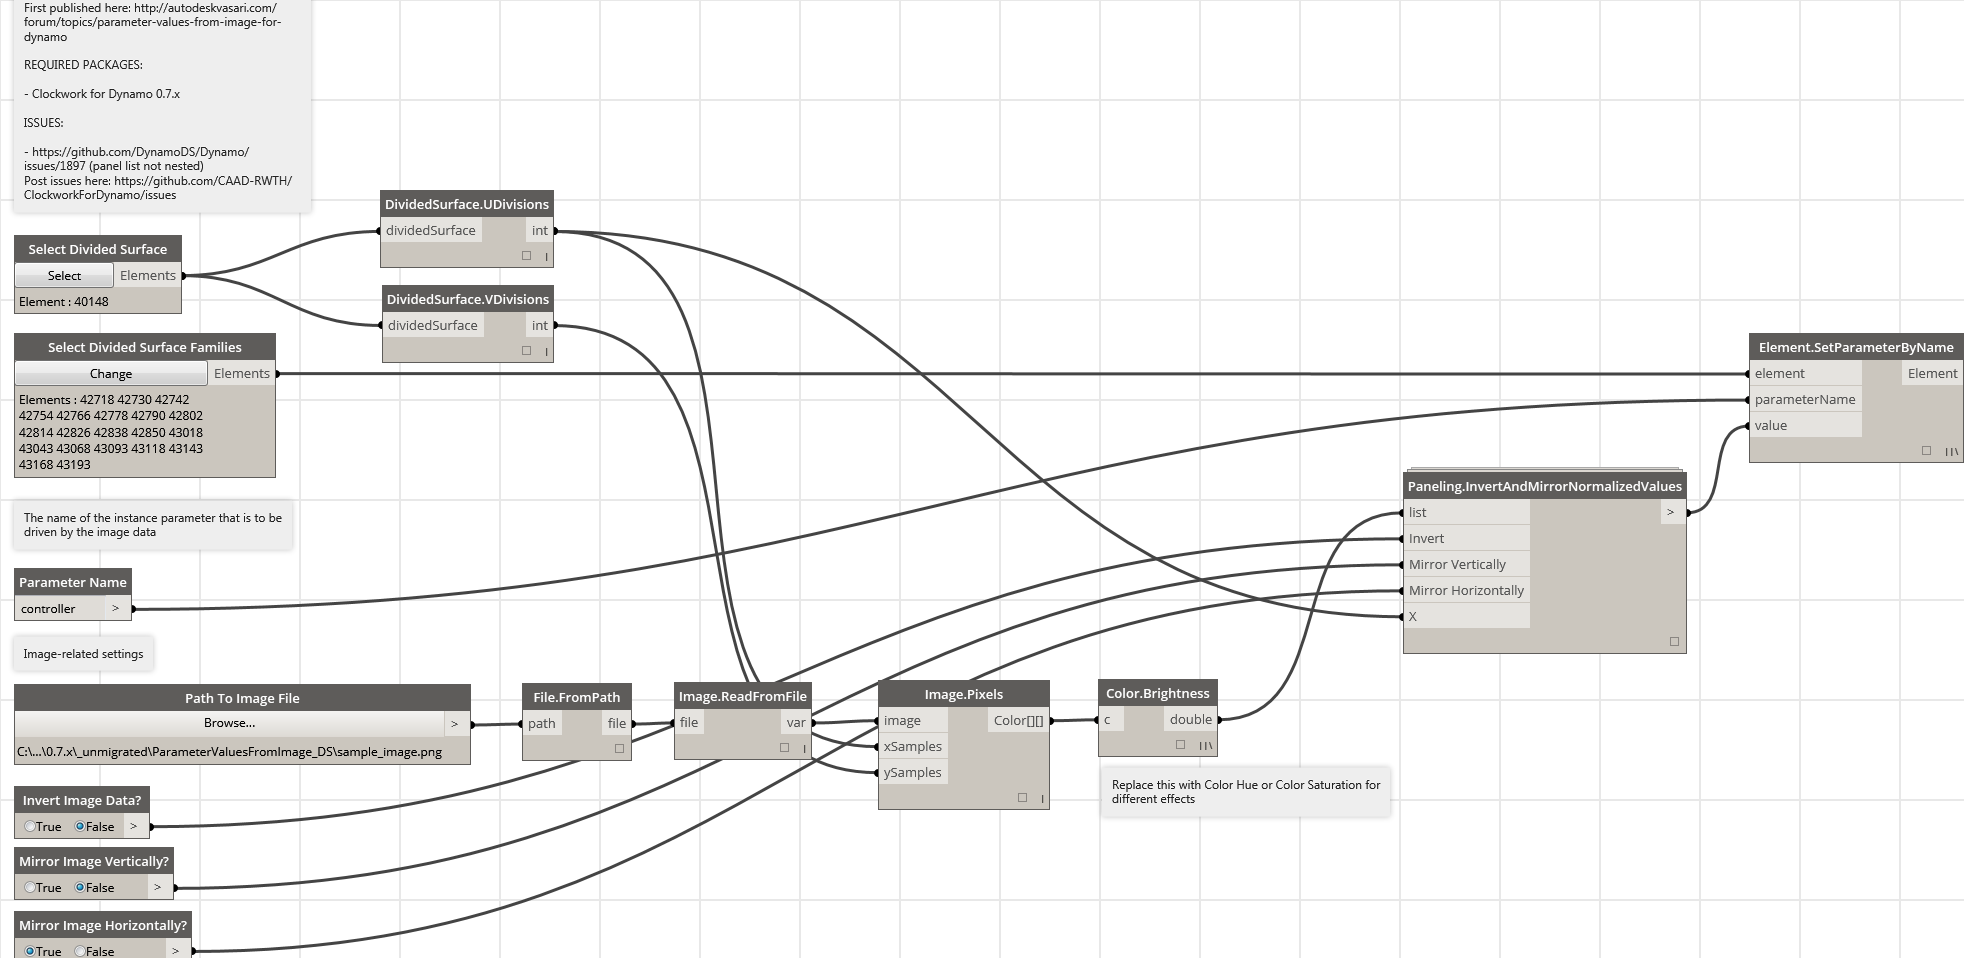 First published here: http://autodeskvasari.com/
forum/topics/parameter-values-from-image-for-
dynamo
REQUIRED PACKAGES:
- Clockwork for Dynamo 0.7.x
ISSUES:
- https://github.com/DynamoDS/Dynamo/
issues/1897 (panel list not nested)
Post issues here: https://github.com/CAAD-RWTH/
ClockworkForDynamo/issues
Select Divided Surface
Select
Elements
Element : 40148
DividedSurface.UDivisions
dividedSurface
int
DividedSurface.VDivisions
dividedSurface
int
Select Divided Surface Families
Change
Elements
Elements : 42718 42730 42742
42754 42766 42778 42790 42802
42814 42826 42838 42850 43018
43043 43068 43093 43118 43143
43168 43193
The name of the instance parameter that is to be
driven by the image data
Parameter Name
controller
>
Image-related settings
Path To Image File
Browse...
>
C:\...\0.7.x\_unmigrated\ParameterValuesFromImage_DS\sample_image.png
File.FromPath
path
file
Image.ReadFromFile
file
var
Image.Pixels
image
Color[][]
xSamples
ySamples
Color.Brightness
c
double
Replace this with Color Hue or Color Saturation for
different effects
Invert Image Data?
True
False
>
Mirror Image Vertically?
True
False
>
Mirror Image Horizontally?
True
False
>
Paneling.InvertAndMirrorNormalizedValues
list
>
Invert
Mirror Vertically
Mirror Horizontally
X
Element.SetParameterByName
element
Element
parameterName
value